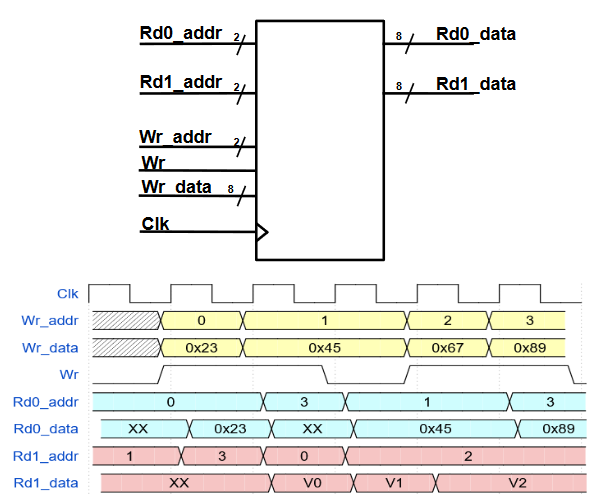 Rd0_addr 2 8 Rd0_data
Rd1_addr 2 8 Rd1_data
Wr_addr 2
Wr
Wr_data 8
Clk
Clk
Wr_addr 0 1 2 3
Wr_data 0x23 0x45 0x67 0x89
Wr
Rd0_addr 0 3 1 3
Rd0_data XX 0x23 XX 0x45 0x89
Rd1_addr 1 3 0 2
Rd1_data XX V0 V1 V2